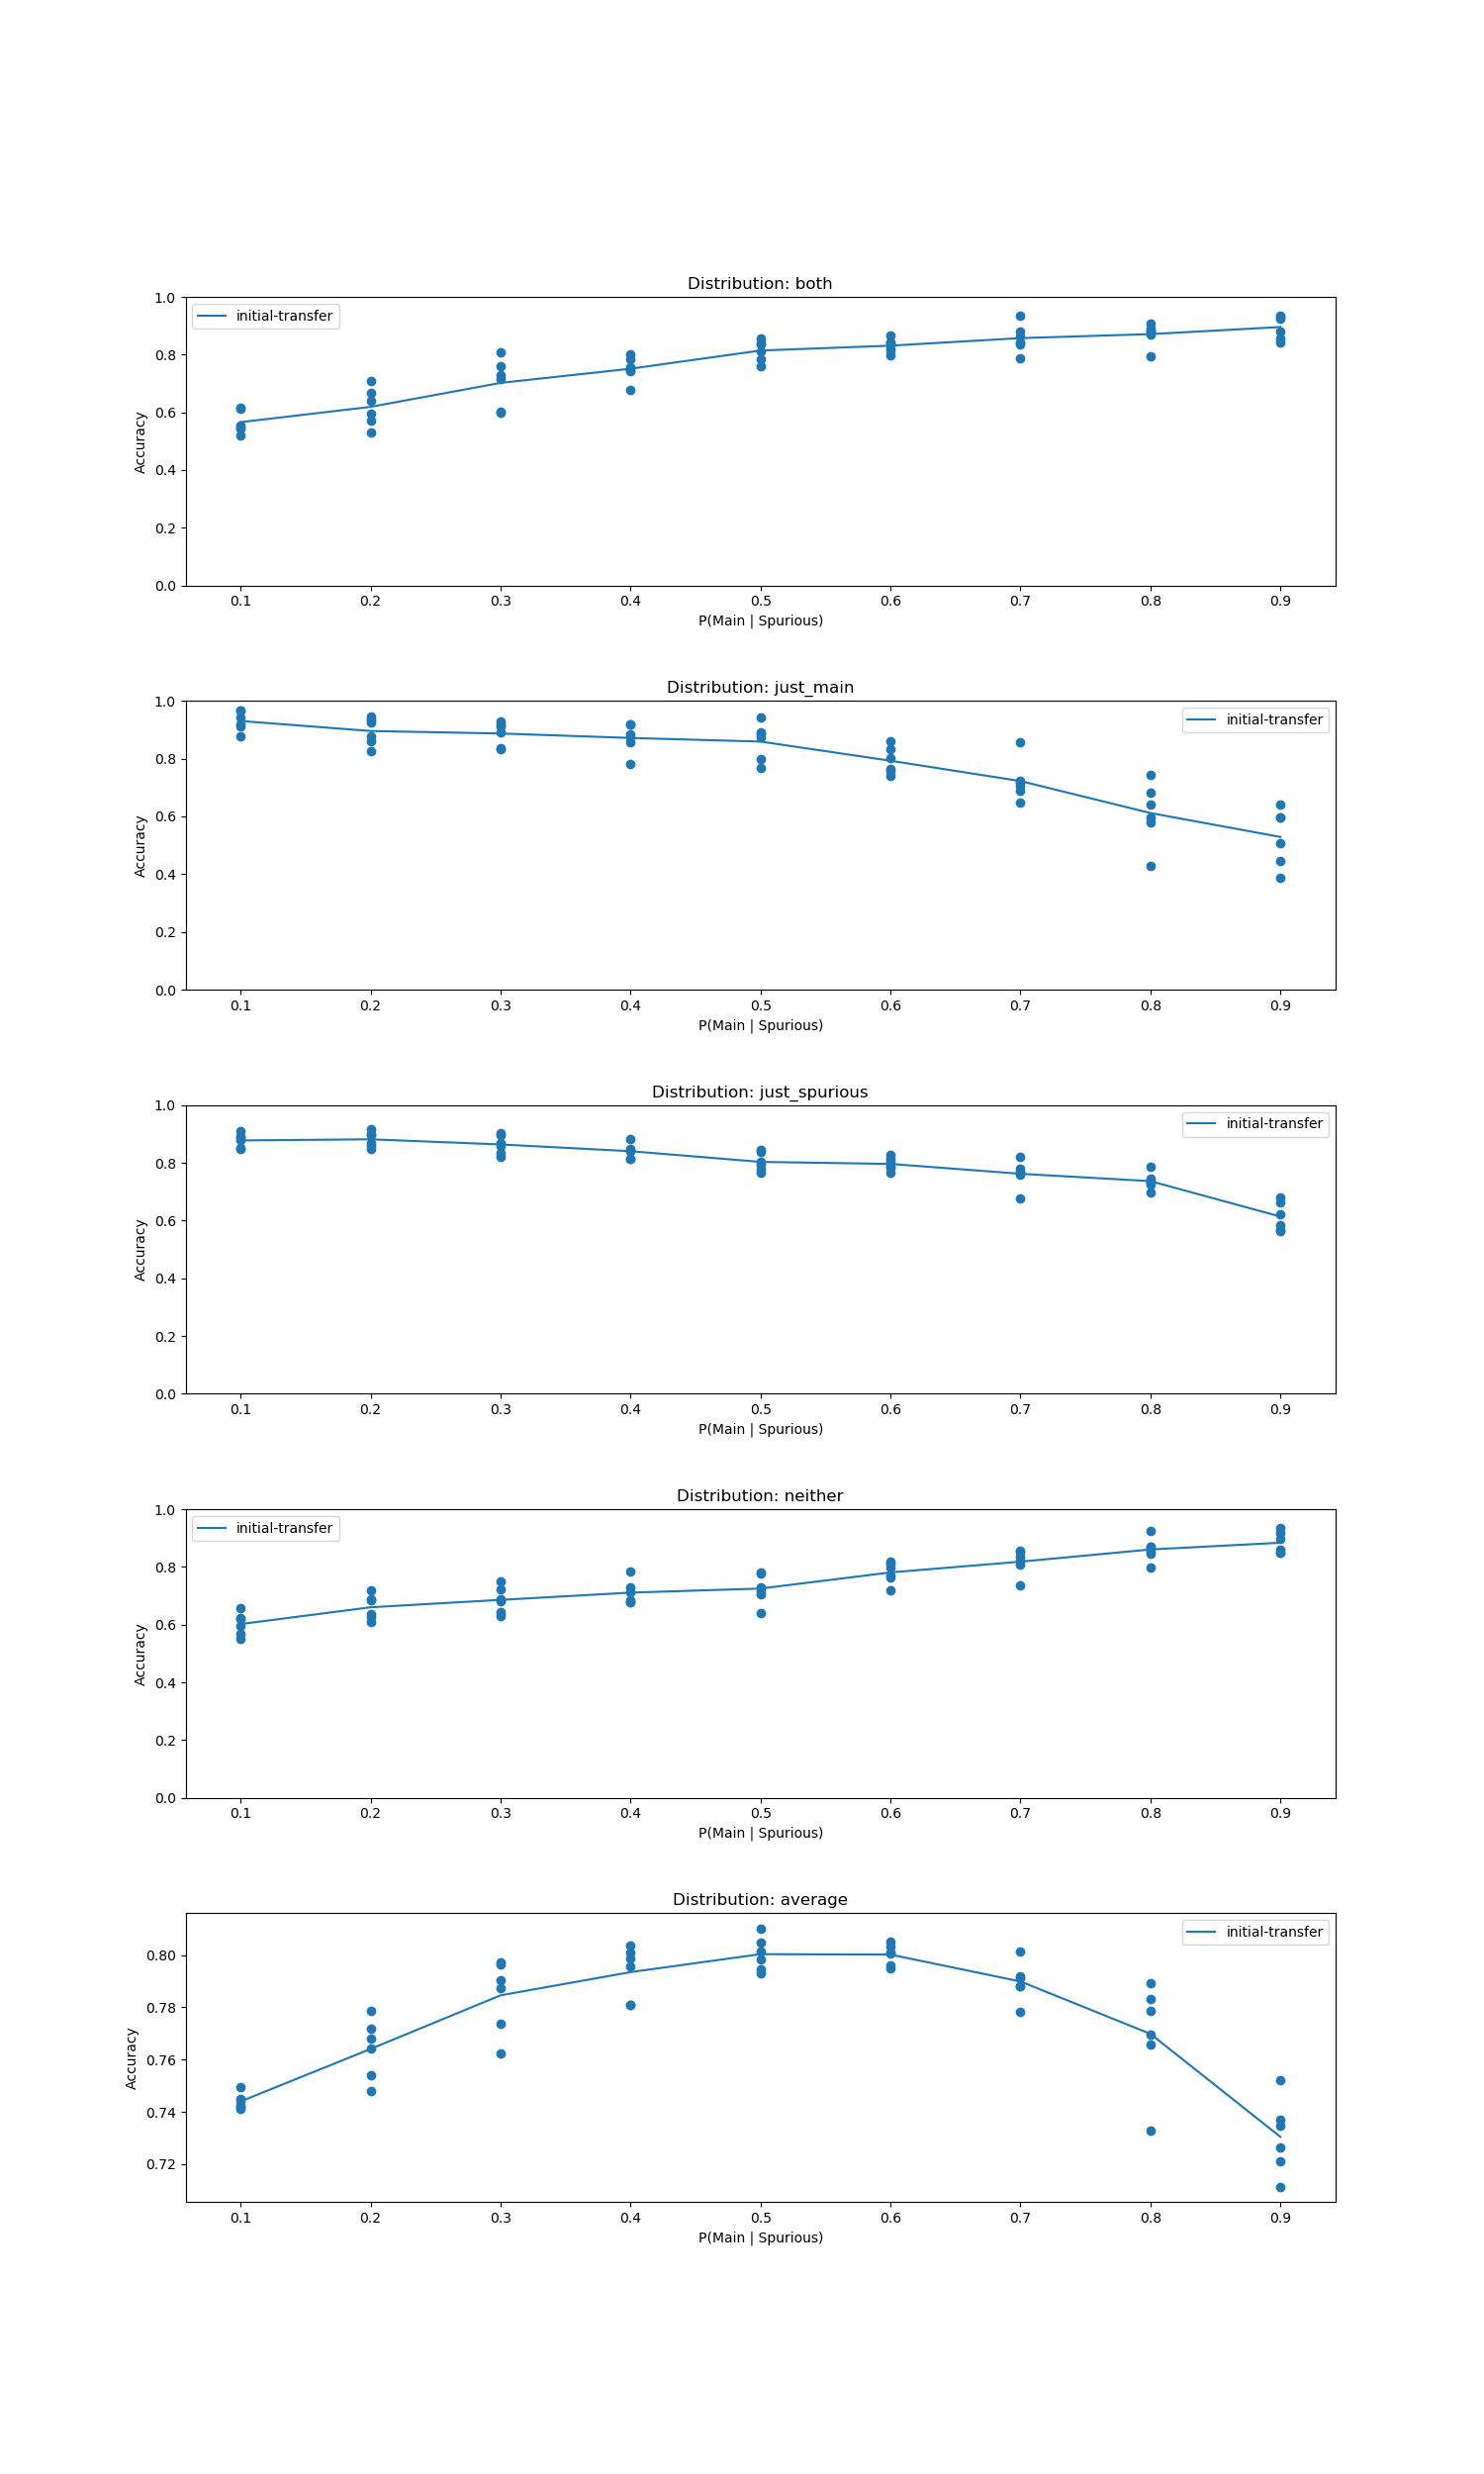 Distribution: both
1.0
initial-transfer
0.8
0.6
Accuracy
0.4
0.2
0.0
0.1 0.2 0.3 0.4 0.5 0.6 0.7 0.8 0.9
P(Main | Spurious)
Distribution: just_main
1.0
initial-transfer
0.8
0.6
Accuracy
0.4
0.2
0.0
0.1 0.2 0.3 0.4 0.5 0.6 0.7 0.8 0.9
P(Main | Spurious)
Distribution: just_spurious
1.0
initial-transfer
0.8
0.6
Accuracy
0.4
0.2
0.0
0.1 0.2 0.3 0.4 0.5 0.6 0.7 0.8 0.9
P(Main | Spurious)
Distribution: neither
1.0
initial-transfer
0.8
0.6
Accuracy
0.4
0.2
0.0
0.1 0.2 0.3 0.4 0.5 0.6 0.7 0.8 0.9
P(Main | Spurious)
Distribution: average
initial-transfer
0.80
0.78
0.76
Accuracy
0.74
0.72
0.1 0.2 0.3 0.4 0.5 0.6 0.7 0.8 0.9
P(Main | Spurious)